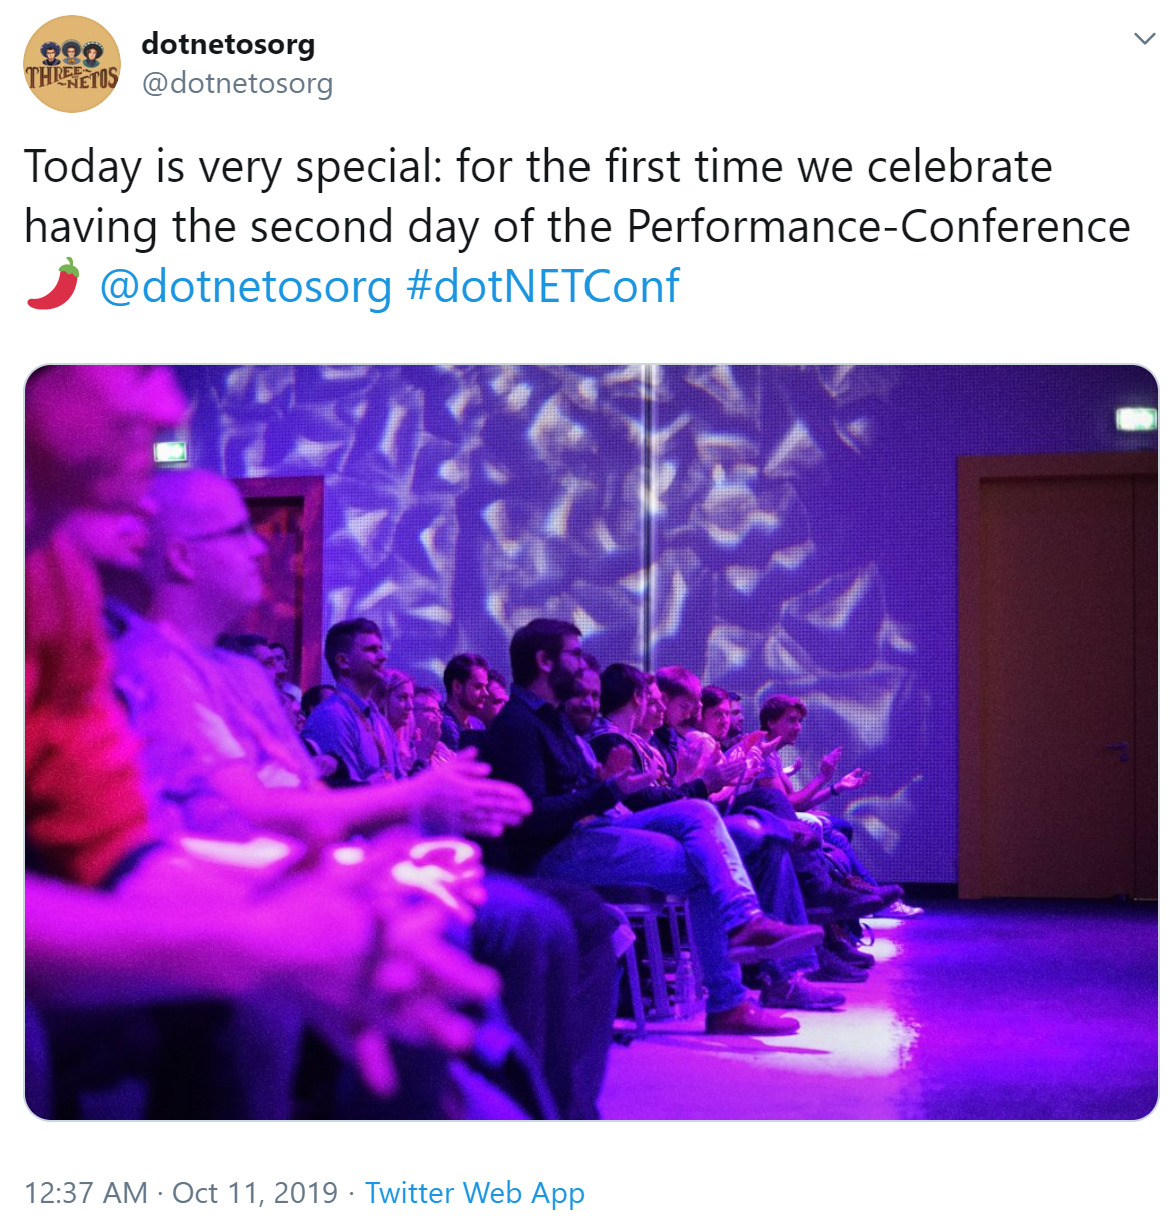 THREE-
-NETOS
dotnetosorg
@dotnetosorg
Today is very special: for the first time we celebrate
having the second day of the Performance-Conference
🌶 @dotnetosorg #dotNETConf
12:37 AM · Oct 11, 2019 · Twitter Web App